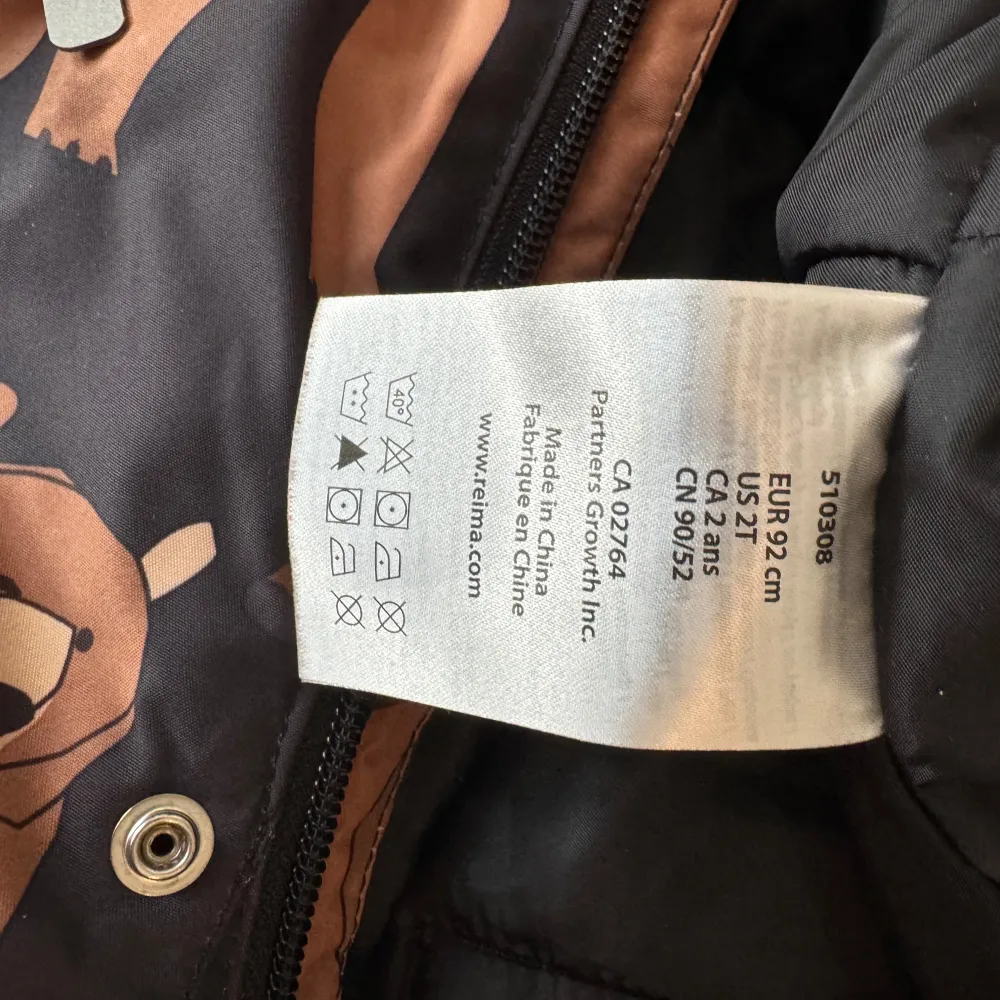 510308
EUR 92 cm
US 2T
CA 2 ans
CN 90/52
CA 02764
Partners Growth Inc.
Made in China
Fabrique en Chine
www.reima.com
40°